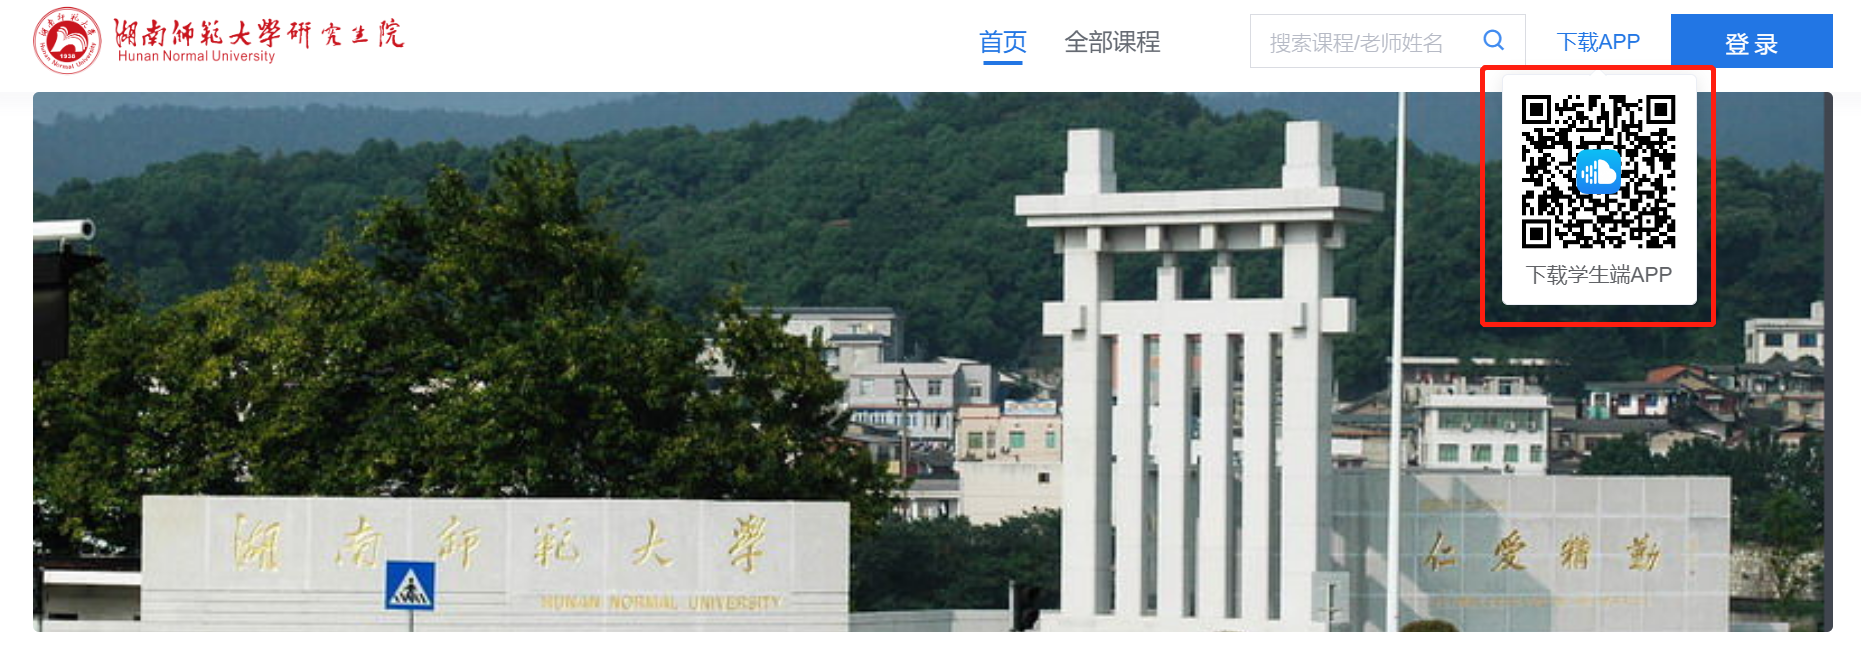 湖南师范大学研究生院
Hunan Normal University
1938
首页
全部课程
搜索课程/老师姓名
下载APP
登录
下载学生端APP
湖南师范大学
HUNAN NORMAL UNIVERSITY
仁爱精勤